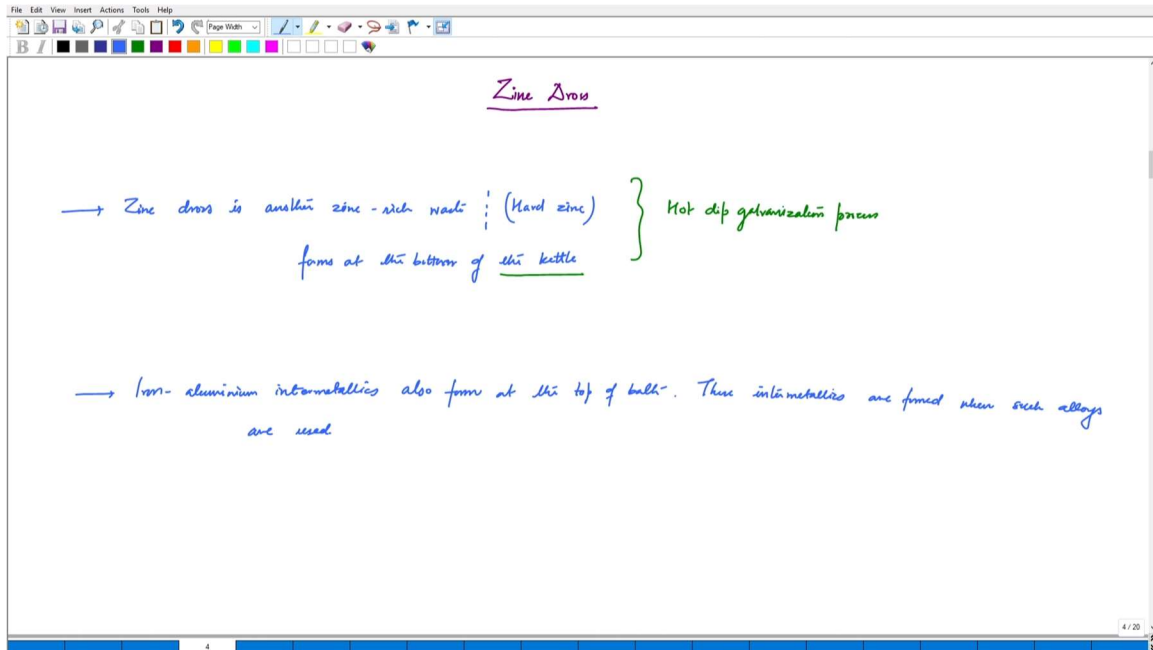 File Edit View Insert Actions Tools Help
Page Width
B I
Zinc Dross
→ Zinc dross is another zinc-rich waste (Hard zinc) } Hot dip galvanization process
forms at the bottom of the kettle
→ Iron-aluminium intermetallics also form at the top of bath. These intermetallics are formed when such alloys
are used
4 / 20
4